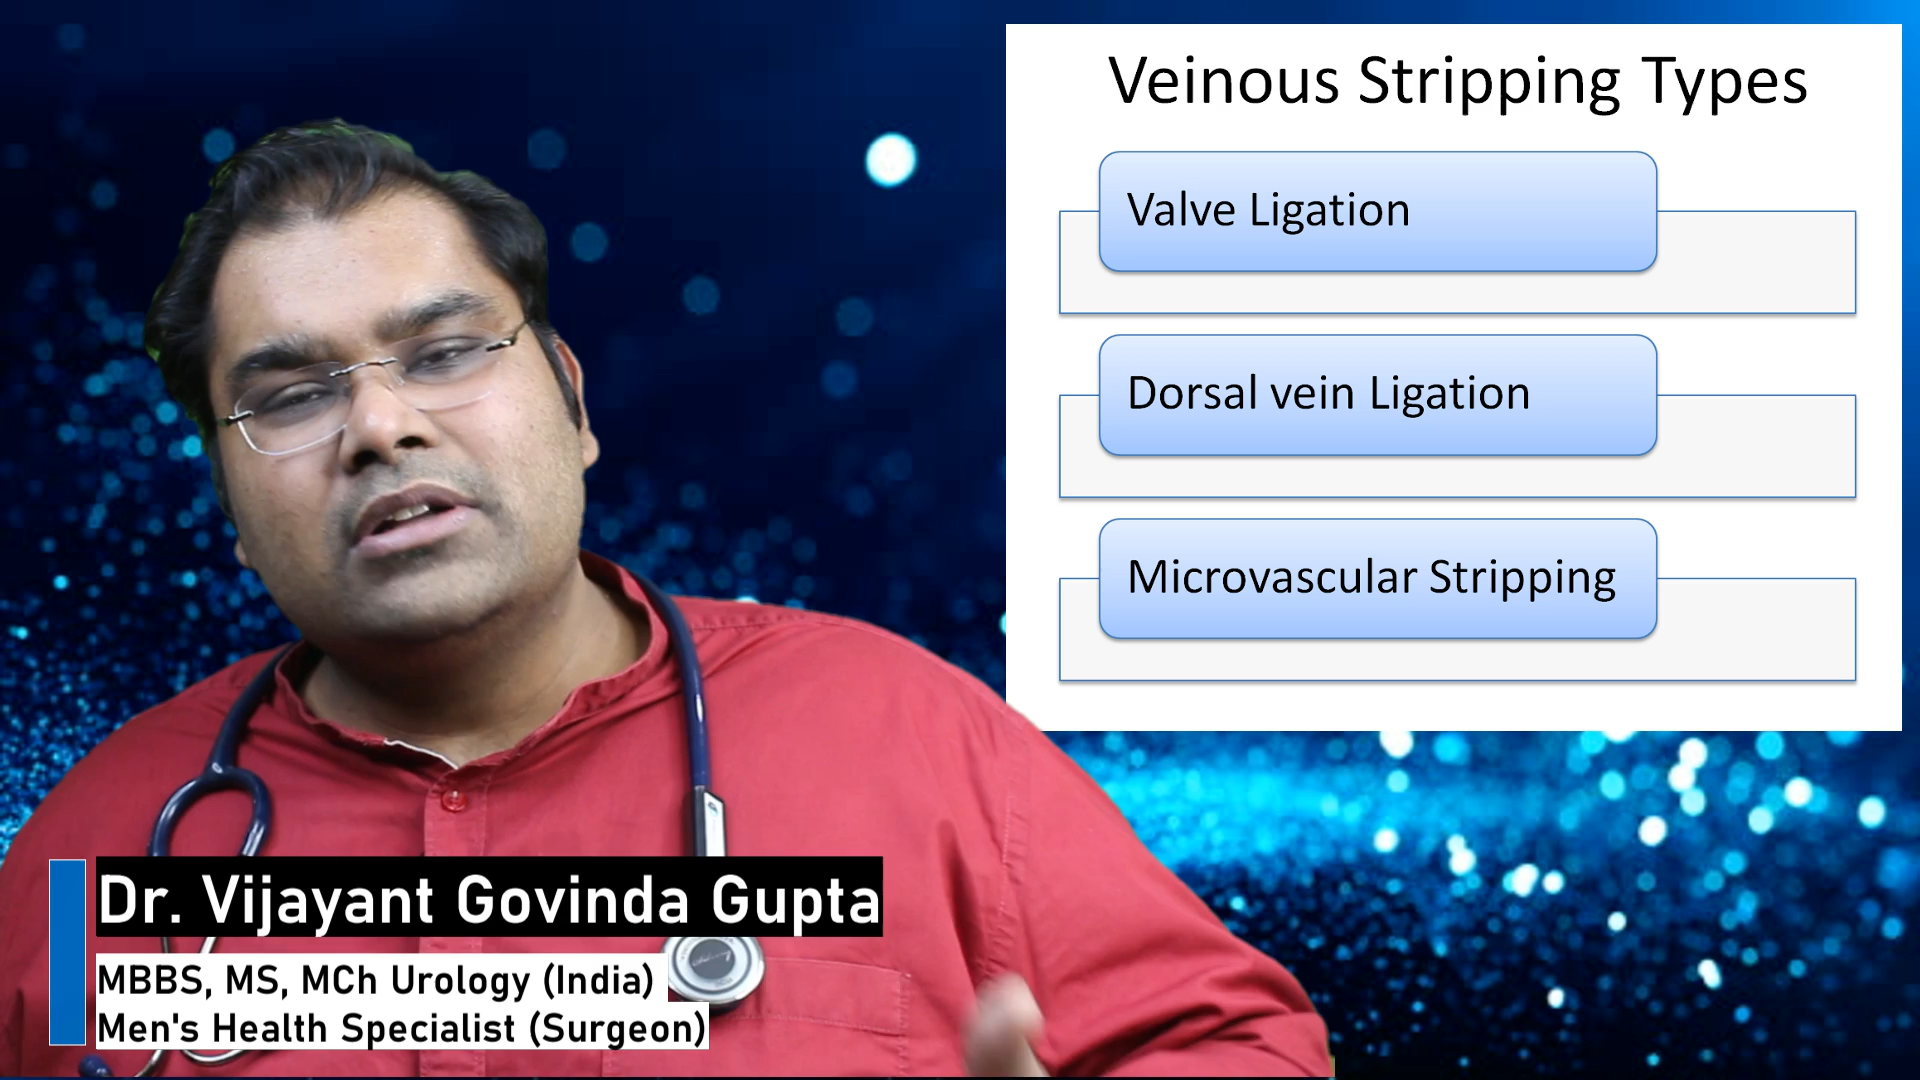 Veinous Stripping Types
Valve Ligation
Dorsal vein Ligation
Microvascular Stripping
Dr. Vijayant Govinda Gupta
MBBS, MS, MCh Urology (India)
Men's Health Specialist (Surgeon)